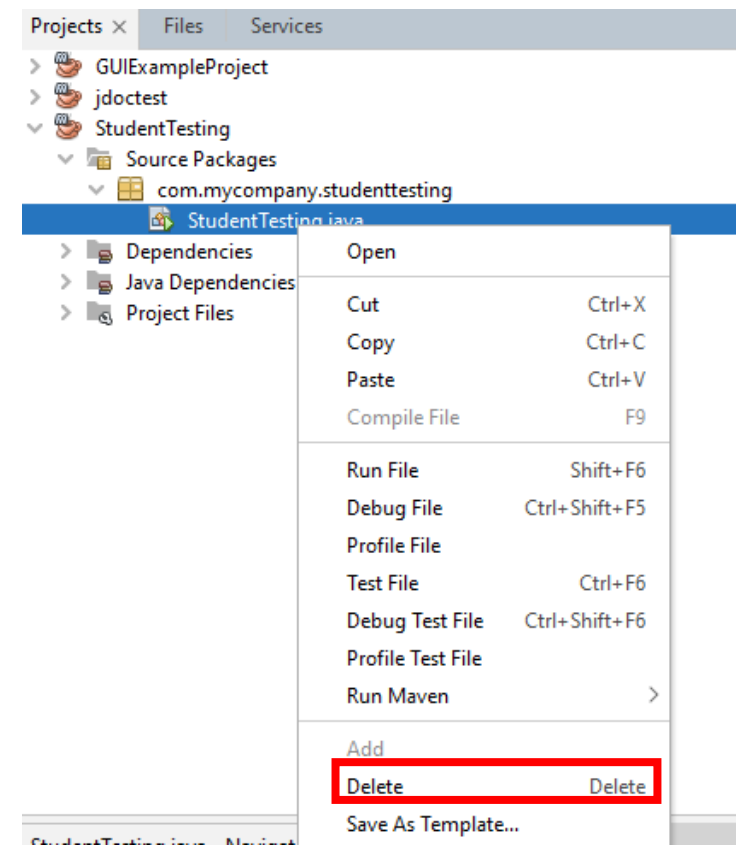 Projects × Files Services
GUIExampleProject
jdoctest
StudentTesting
Source Packages
com.mycompany.studenttesting
StudentTesting.java
Dependencies
Java Dependencies
Project Files
Open
Cut Ctrl+X
Copy Ctrl+C
Paste Ctrl+V
Compile File F9
Run File Shift+F6
Debug File Ctrl+Shift+F5
Profile File
Test File Ctrl+F6
Debug Test File Ctrl+Shift+F6
Profile Test File
Run Maven >
Add
Delete Delete
Save As Template...
StudentTesting.java - Navigat